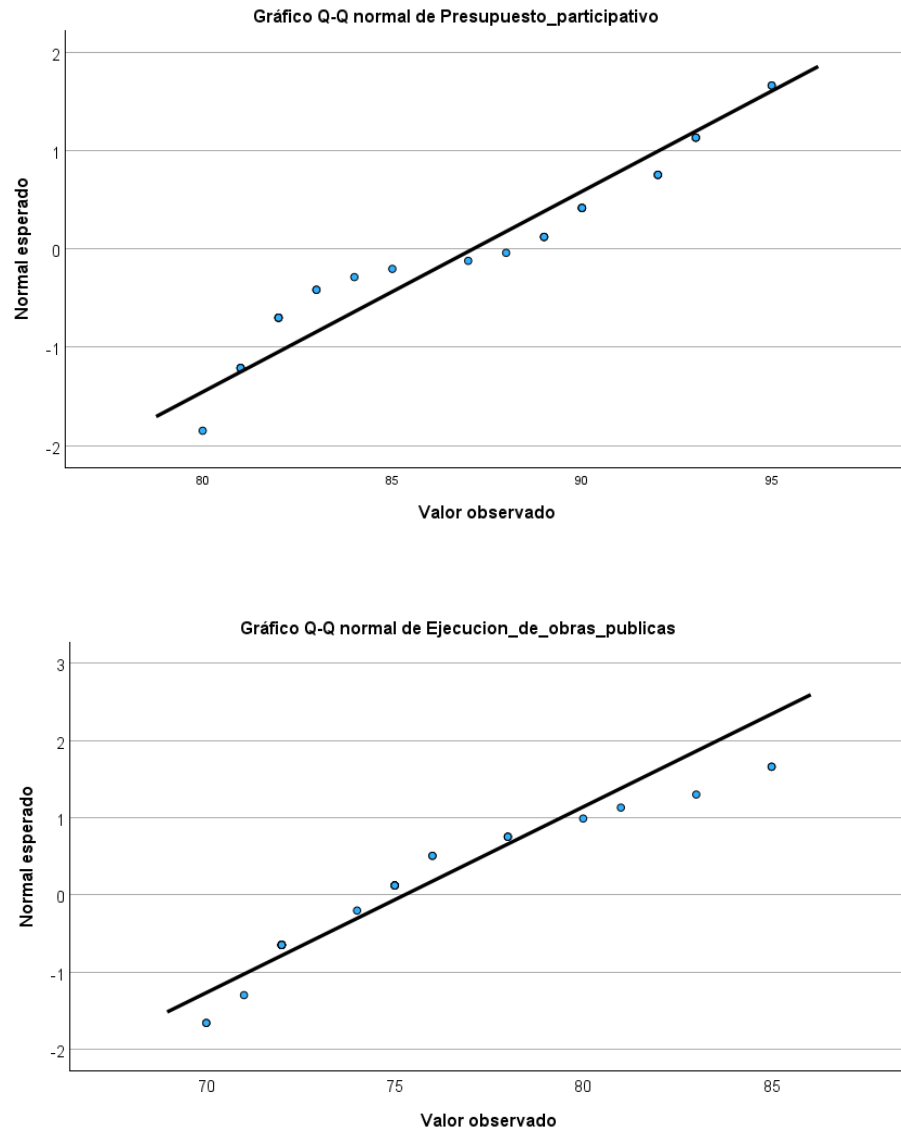 Gráfico Q-Q normal de Presupuesto_participativo
2
1
0
-1
-2
Normal esperado
80 85 90 95
Valor observado
Gráfico Q-Q normal de Ejecucion_de_obras_publicas
3
2
1
0
-1
-2
Normal esperado
70 75 80 85
Valor observado